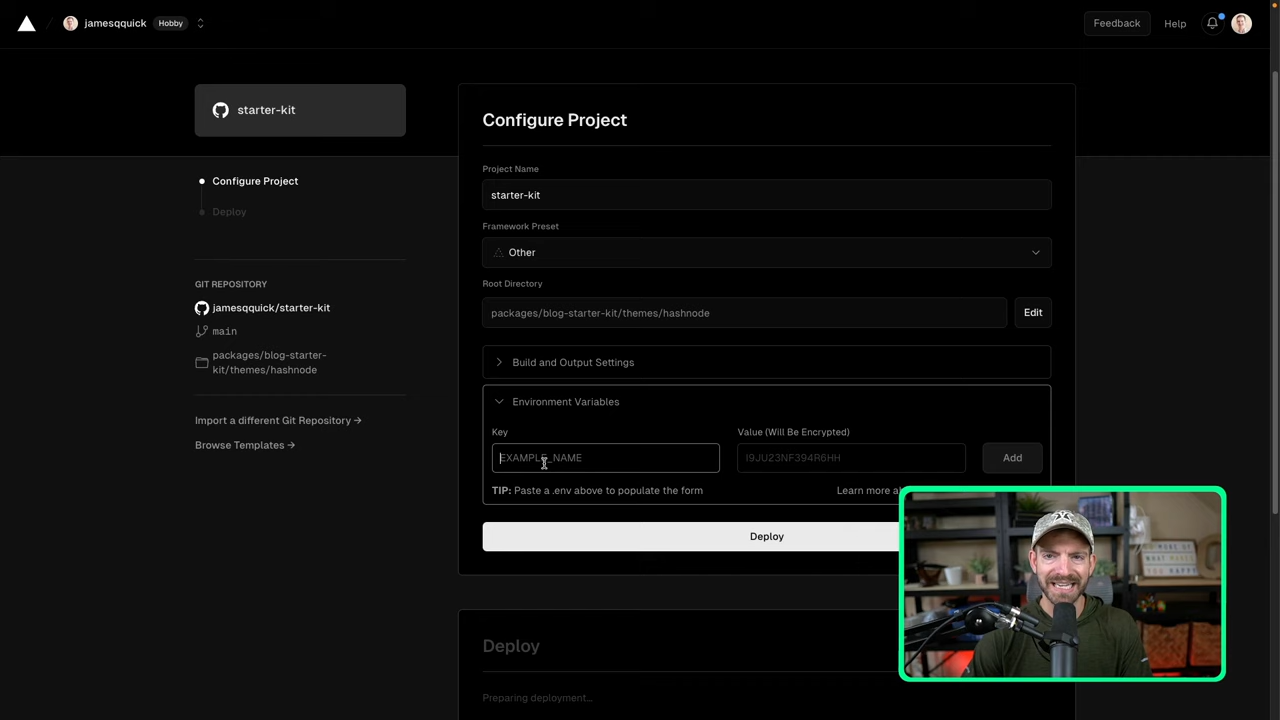 jamesqquick Hobby
Feedback
Help
starter-kit
Configure Project
Deploy
GIT REPOSITORY
jamesqquick/starter-kit
main
packages/blog-starter-
kit/themes/hashnode
Import a different Git Repository →
Browse Templates →
Configure Project
Project Name
starter-kit
Framework Preset
Other
Root Directory
packages/blog-starter-kit/themes/hashnode
Edit
Build and Output Settings
Environment Variables
Key
Value (Will Be Encrypted)
EXAMPLE_NAME
I9JU23NF394R6HH
Add
TIP: Paste a .env above to populate the form
Learn more
Deploy
Deploy
Preparing deployment...